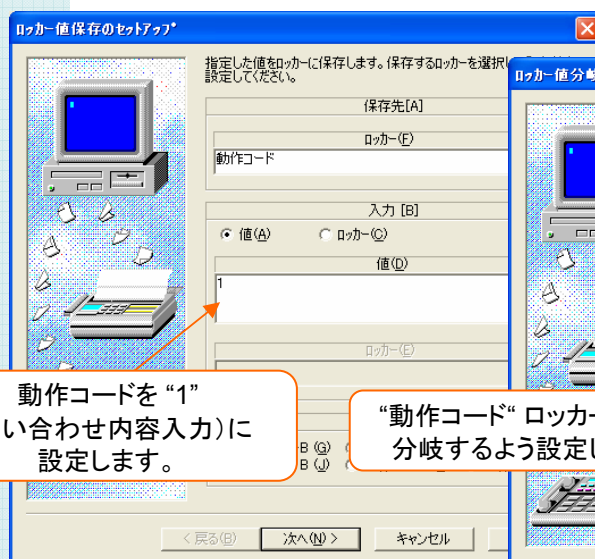 ロッカー値保存のセットアップ
指定した値をロッカーに保存します。保存するロッカーを選択し
設定してください。
保存先[A]
ロッカー(F)
動作コード
入力 [B]
値(A)
ロッカー(C)
値(D)
1
ロッカー(E)
B (G)
B (J)
< 戻る(B)
次へ(N) >
キャンセル
ロッカー値分岐
動作コードを “1”
い合わせ内容入力)に
設定します。
“動作コード“ ロッカー
分岐するよう設定し